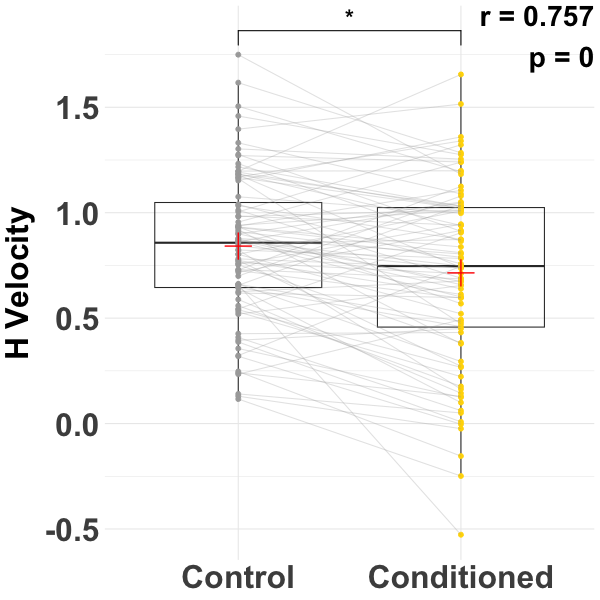 r = 0.757
*
p = 0
H Velocity
1.5
1.0
0.5
0.0
-0.5
Control Conditioned